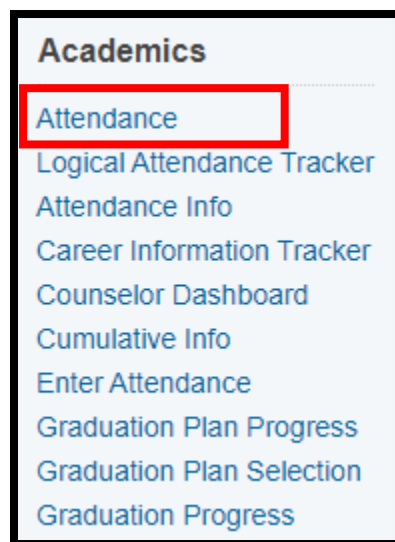 Academics
Attendance
Logical Attendance Tracker
Attendance Info
Career Information Tracker
Counselor Dashboard
Cumulative Info
Enter Attendance
Graduation Plan Progress
Graduation Plan Selection
Graduation Progress